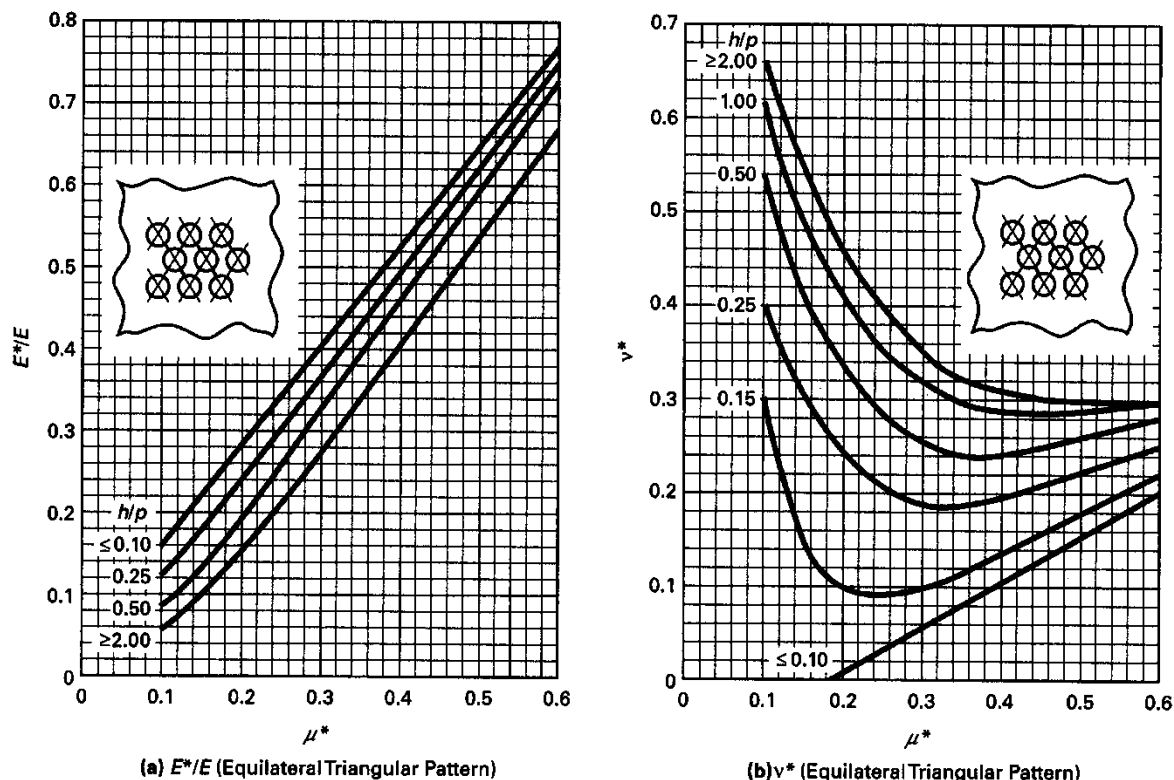 0.8
0.7
0.6
0.5
0.4
0.3
0.2
0.1
0
E*/E
h/p
≤0.10
0.25
0.50
≥2.00
0 0.1 0.2 0.3 0.4 0.5 0.6
μ*
(a) E*/E (Equilateral Triangular Pattern)
0.7
0.6
0.5
0.4
0.3
0.2
0.1
0
ν*
h/p
≥2.00
1.00
0.50
0.25
0.15
≤0.10
0 0.1 0.2 0.3 0.4 0.5 0.6
μ*
(b) ν* (Equilateral Triangular Pattern)